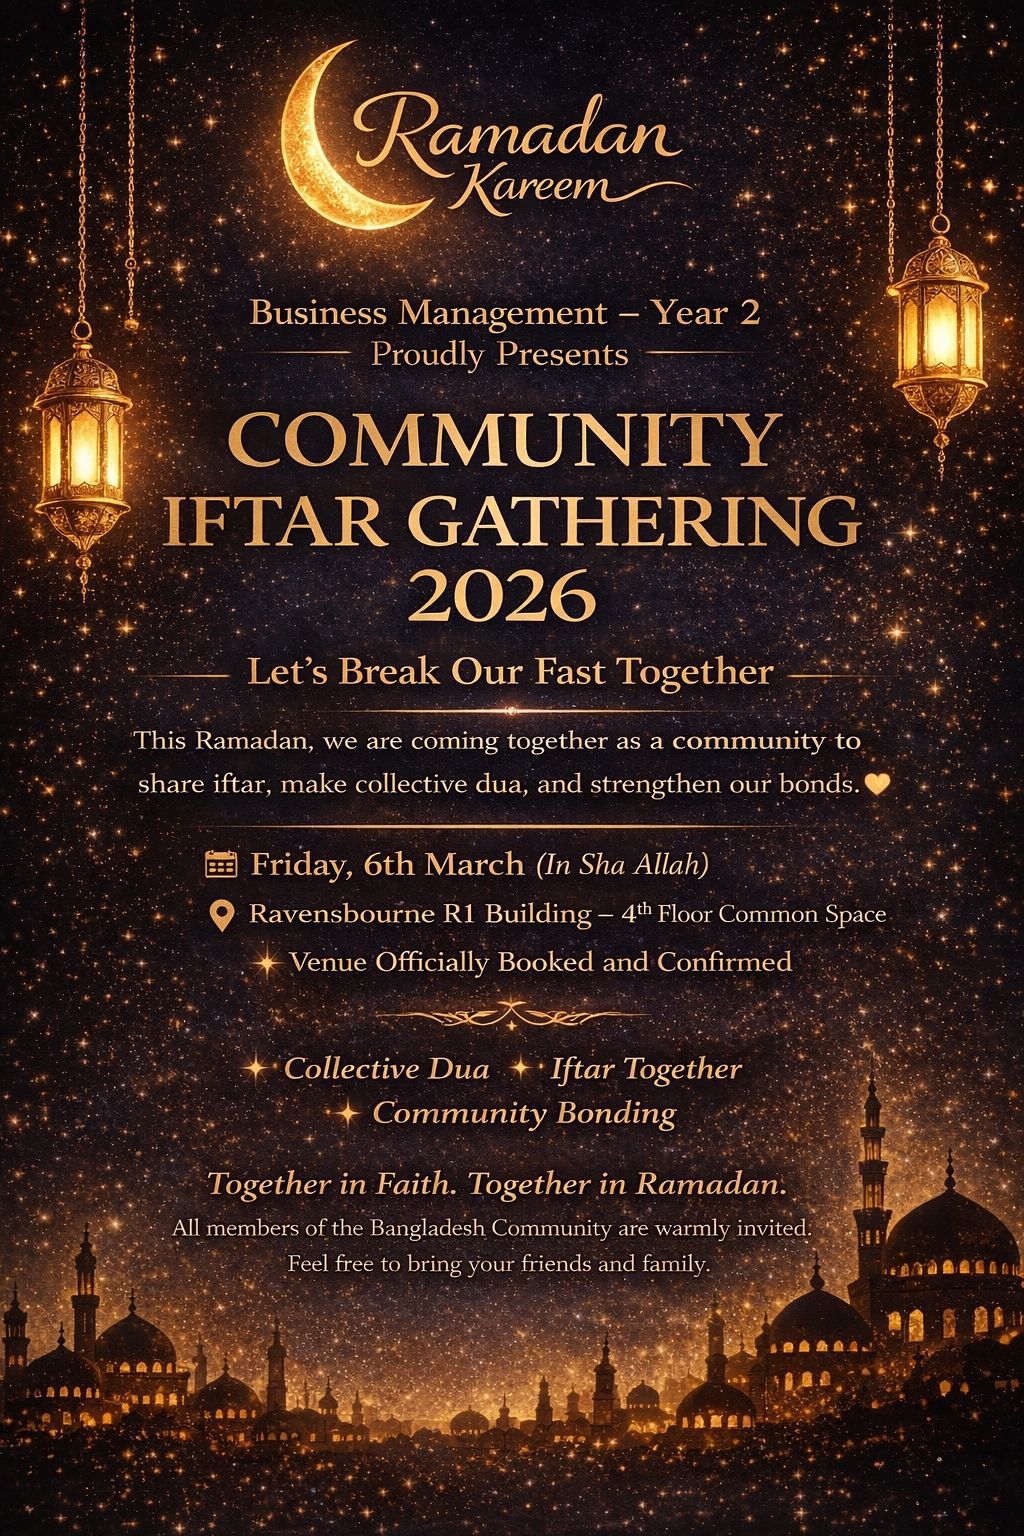 Ramadan
Kareem
Business Management – Year 2
Proudly Presents
COMMUNITY
IFTAR GATHERING
2026
Let's Break Our Fast Together
This Ramadan, we are coming together as a community to
share iftar, make collective dua, and strengthen our bonds.
Friday, 6th March (In Sha Allah)
Ravensbourne R1 Building – 4th Floor Common Space
Venue Officially Booked and Confirmed
Collective Dua Iftar Together
Community Bonding
Together in Faith. Together in Ramadan.
All members of the Bangladesh Community are warmly invited.
Feel free to bring your friends and family.